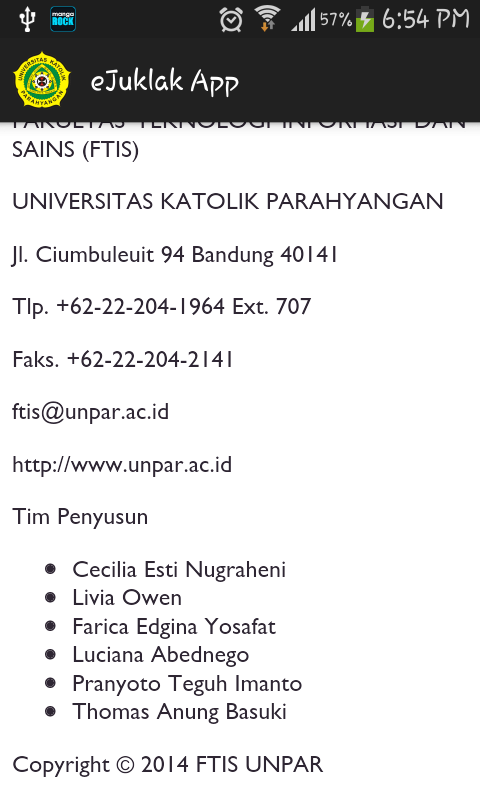 manga
ROCK
57%
6:54 PM
UNIVERSITAS KATOLIK
PARAHYANGAN
eJuklak App
FAKULTAS TEKNOLOGI INFORMASI DAN
SAINS (FTIS)
UNIVERSITAS KATOLIK PARAHYANGAN
Jl. Ciumbuleuit 94 Bandung 40141
Tlp. +62-22-204-1964 Ext. 707
Faks. +62-22-204-2141
ftis@unpar.ac.id
http://www.unpar.ac.id
Tim Penyusun
Cecilia Esti Nugraheni
Livia Owen
Farica Edgina Yosafat
Luciana Abednego
Pranyoto Teguh Imanto
Thomas Anung Basuki
Copyright © 2014 FTIS UNPAR